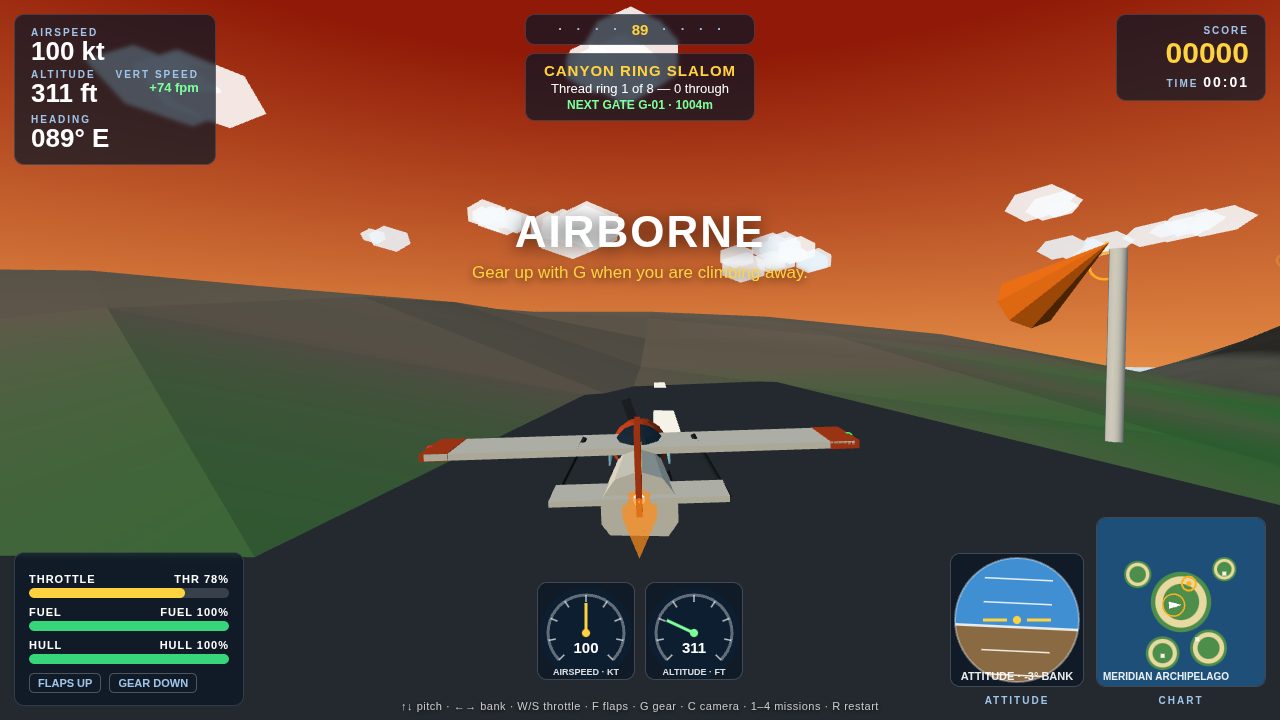 AIRSPEED
100 kt
ALTITUDE VERT SPEED
311 ft +74 fpm
HEADING
089° E
· · · · 89 · · · ·
CANYON RING SLALOM
Thread ring 1 of 8 — 0 through
NEXT GATE G-01 · 1004m
SCORE
00000
TIME 00:01
AIRBORNE
Gear up with G when you are climbing away.
THROTTLE THR 78%
FUEL FUEL 100%
HULL HULL 100%
FLAPS UP GEAR DOWN
100
AIRSPEED · KT
311
ALTITUDE · FT
ATTITUDE · -3° BANK
ATTITUDE
MERIDIAN ARCHIPELAGO
CHART
↑↓ pitch · ←→ bank · W/S throttle · F flaps · G gear · C camera · 1–4 missions · R restart